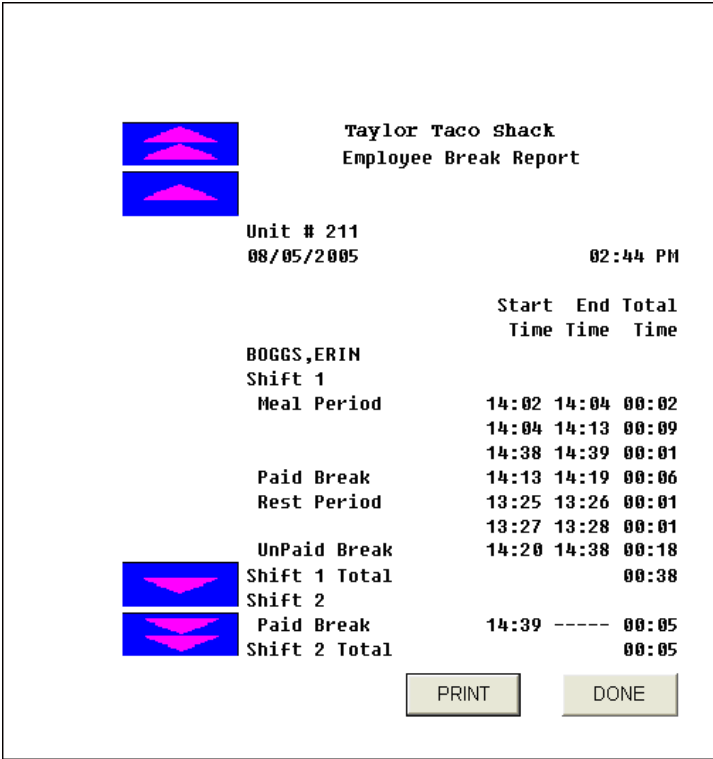 Taylor Taco Shack
Employee Break Report
Unit # 211
08/05/2005 02:44 PM
Start End Total
Time Time Time
BOGGS,ERIN
Shift 1
Meal Period 14:02 14:04 00:02
14:04 14:13 00:09
14:38 14:39 00:01
Paid Break 14:13 14:19 00:06
Rest Period 13:25 13:26 00:01
13:27 13:28 00:01
UnPaid Break 14:20 14:38 00:18
Shift 1 Total 00:38
Shift 2
Paid Break 14:39 ----- 00:05
Shift 2 Total 00:05
PRINT DONE